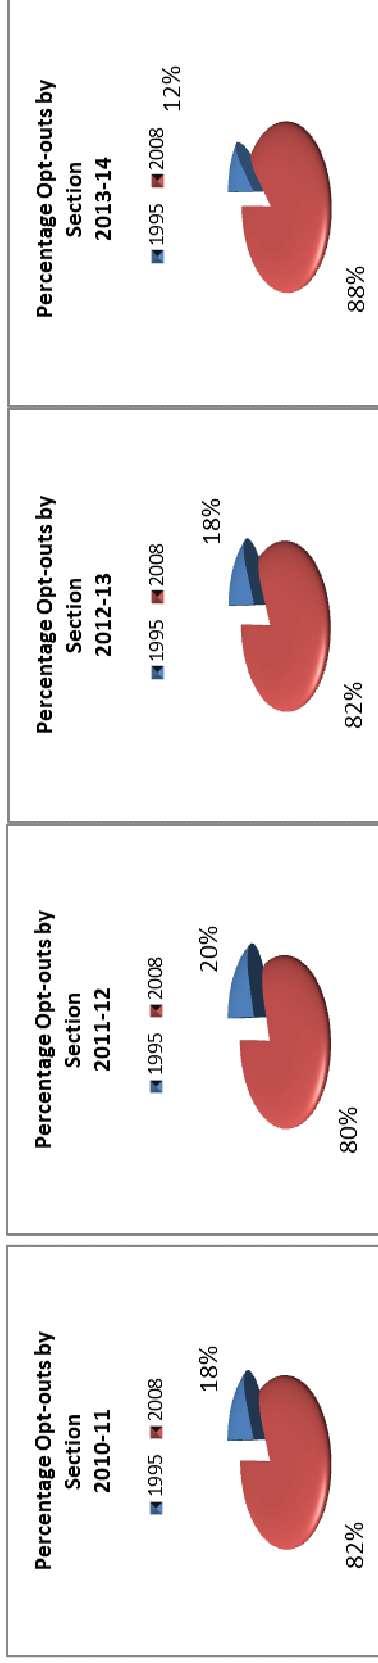 Percentage Opt-outs by
Section
2010-11
1995 2008
18%
82%
Percentage Opt-outs by
Section
2011-12
1995 2008
20%
80%
Percentage Opt-outs by
Section
2012-13
1995 2008
18%
82%
Percentage Opt-outs by
Section
2013-14
1995 2008
12%
88%